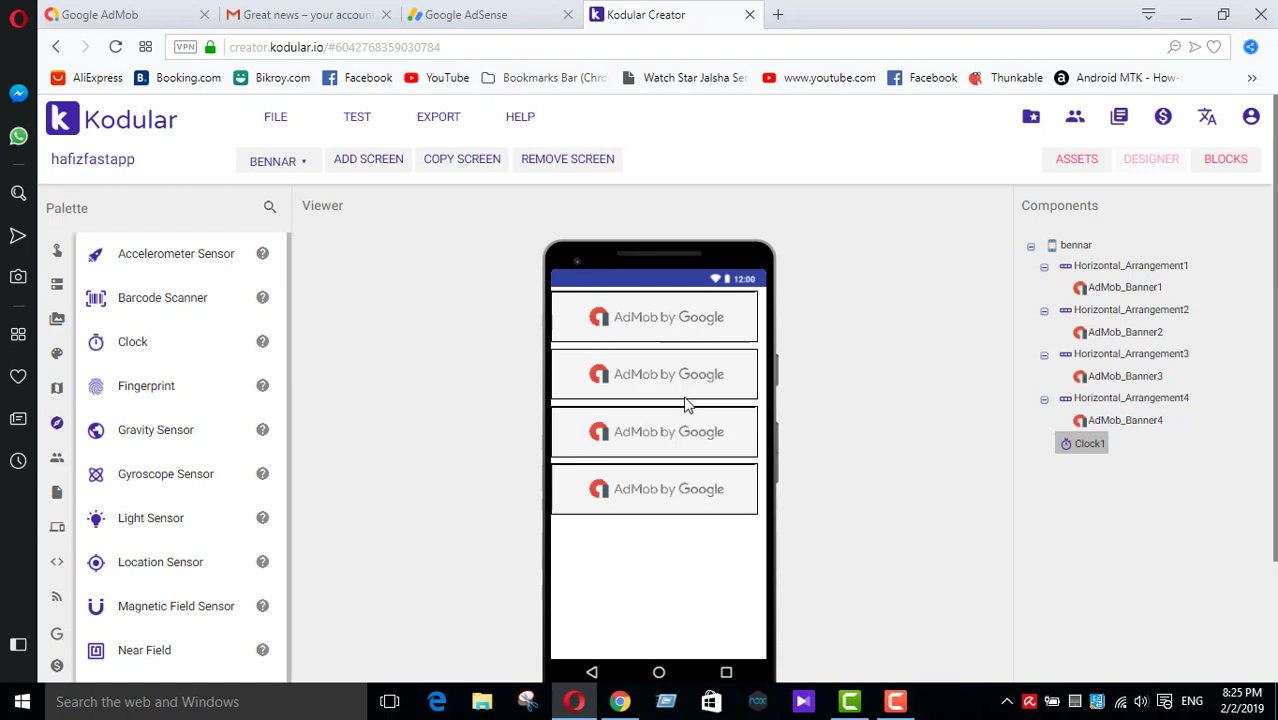 Google AdMob
Great news – your accoun
Google AdSense
Kodular Creator
VPN
creator.kodular.io/#6042768359030784
AliExpress
Booking.com
Bikroy.com
Facebook
YouTube
Bookmarks Bar (Chro
Watch Star Jalsha Se
www.youtube.com
Facebook
Thunkable
Android MTK - How-
Kodular
FILE
TEST
EXPORT
HELP
hafizfastapp
BENNAR
ADD SCREEN
COPY SCREEN
REMOVE SCREEN
ASSETS
DESIGNER
BLOCKS
Palette
Viewer
Components
Accelerometer Sensor
Barcode Scanner
Clock
Fingerprint
Gravity Sensor
Gyroscope Sensor
Light Sensor
Location Sensor
Magnetic Field Sensor
Near Field
12:00
AdMob by Google
AdMob by Google
AdMob by Google
AdMob by Google
bennar
Horizontal_Arrangement1
AdMob_Banner1
Horizontal_Arrangement2
AdMob_Banner2
Horizontal_Arrangement3
AdMob_Banner3
Horizontal_Arrangement4
AdMob_Banner4
Clock1
Search the web and Windows
ENG
8:25 PM
2/2/2019